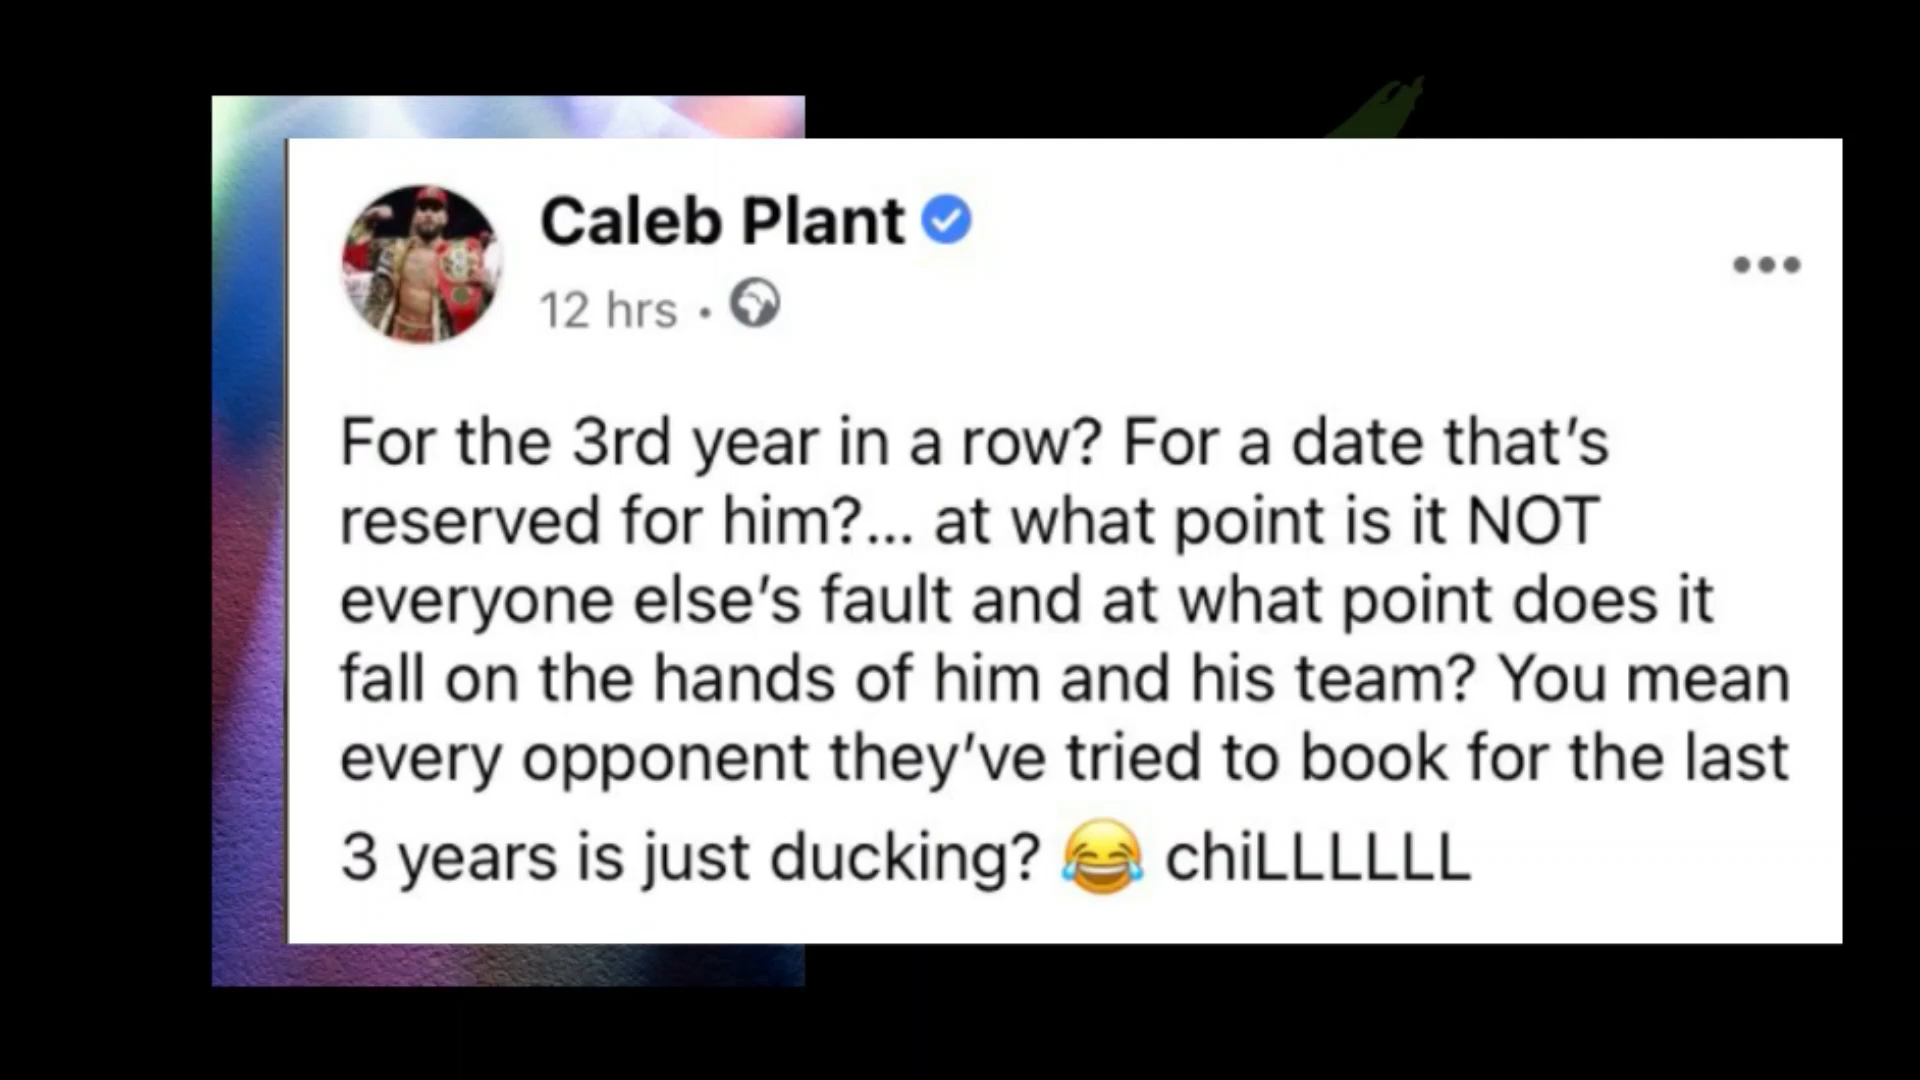 Caleb Plant
12 hrs ·
For the 3rd year in a row? For a date that’s
reserved for him?... at what point is it NOT
everyone else’s fault and at what point does it
fall on the hands of him and his team? You mean
every opponent they’ve tried to book for the last
3 years is just ducking? 😂 chiLLLLLL